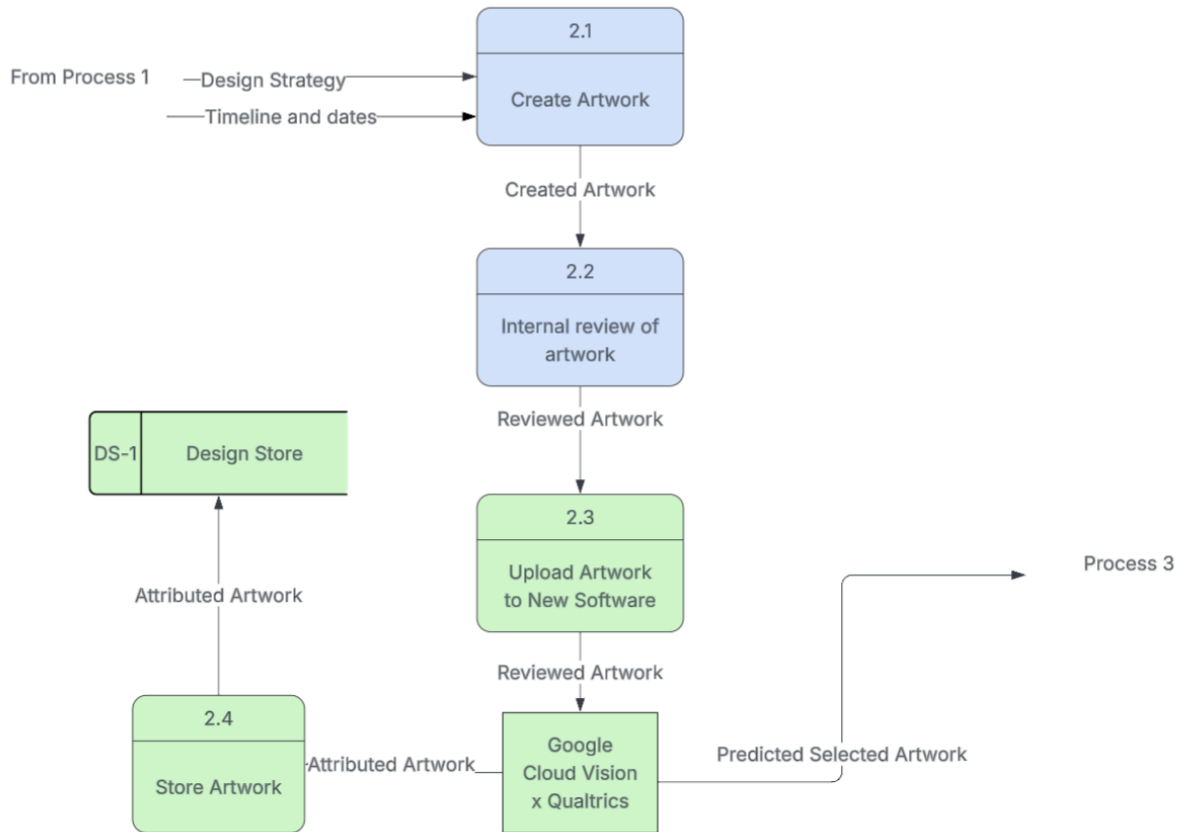 2.1
From Process 1
Design Strategy
Create Artwork
Timeline and dates
Created Artwork
2.2
Internal review of
artwork
Reviewed Artwork
DS-1
Design Store
2.3
Upload Artwork
to New Software
Process 3
Attributed Artwork
Reviewed Artwork
2.4
Store Artwork
Attributed Artwork
Google
Cloud Vision
x Qualtrics
Predicted Selected Artwork